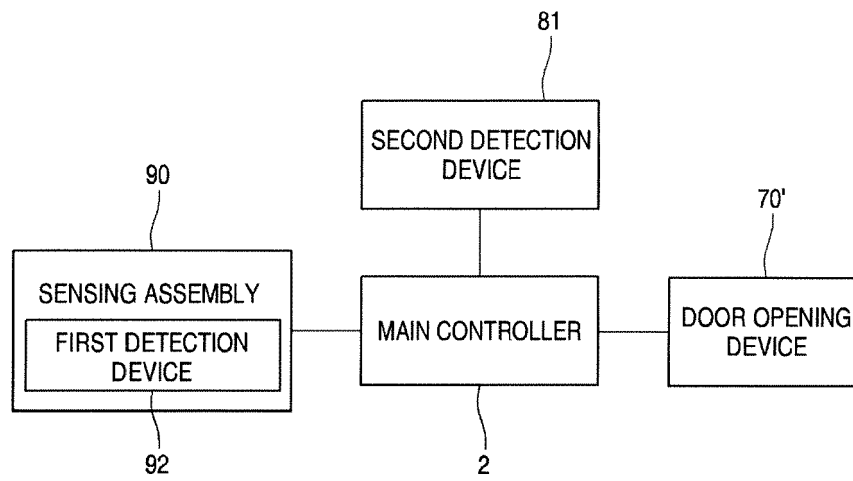 81
SECOND DETECTION
DEVICE
90
70'
SENSING ASSEMBLY
FIRST DETECTION
DEVICE
MAIN CONTROLLER
DOOR OPENING
DEVICE
92
2